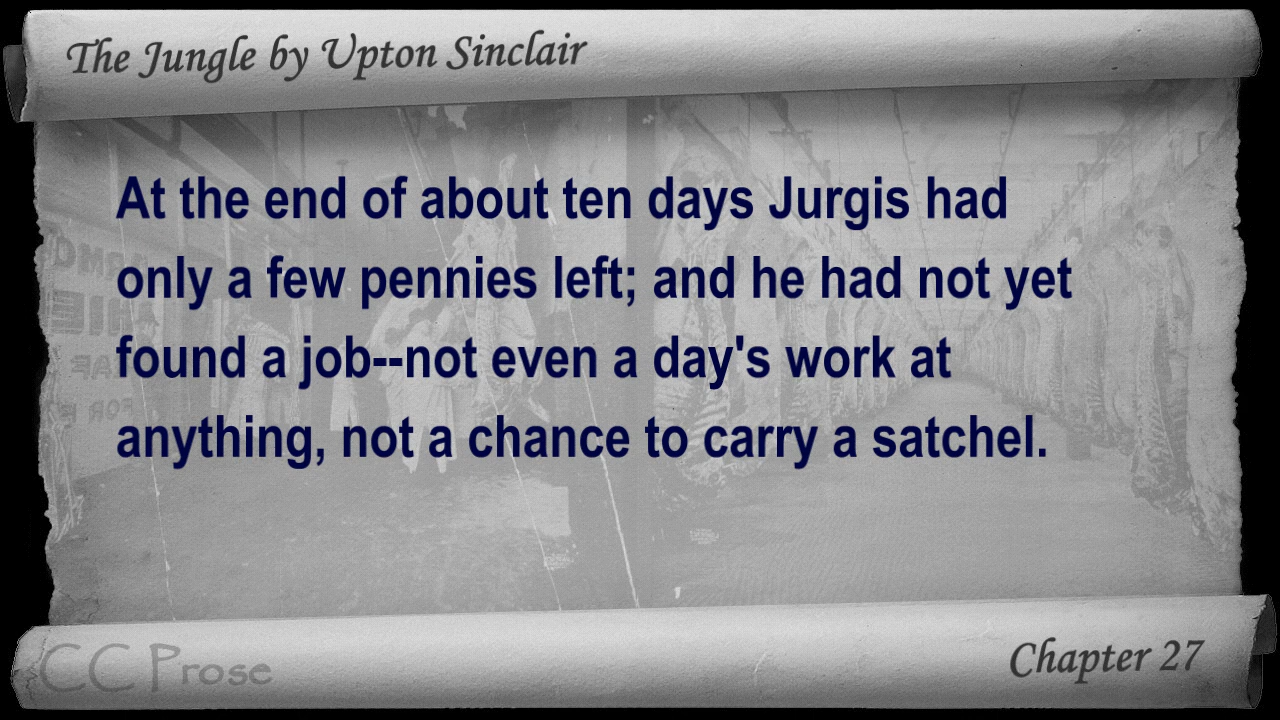 The Jungle by Upton Sinclair
At the end of about ten days Jurgis had
only a few pennies left; and he had not yet
found a job--not even a day's work at
anything, not a chance to carry a satchel.
CC Prose
Chapter 27